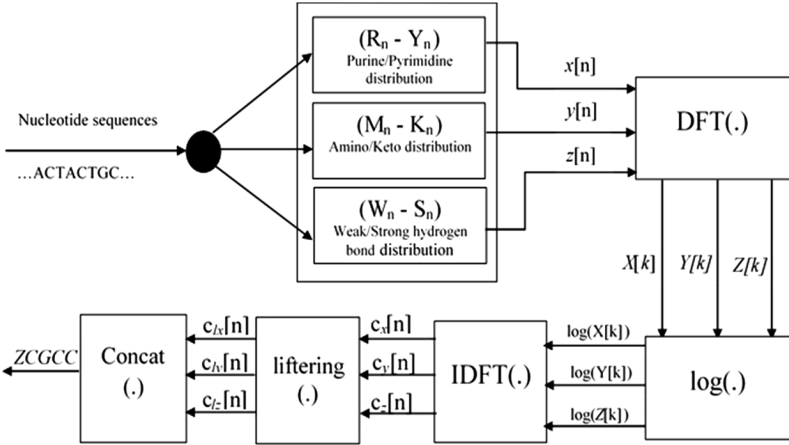 (Rn - Yn)
Purine/Pyrimidine
distribution
x[n]
Nucleotide sequences
(Mn - Kn)
Amino/Keto distribution
y[n]
DFT(.)
…ACTACTGC…
z[n]
(Wn - Sn)
Weak/Strong hydrogen
bond distribution
X[k]
Y[k]
Z[k]
ZCGCC
Concat
(.)
clx[n]
clv[n]
clz[n]
liftering
(.)
cx[n]
cy[n]
cz[n]
IDFT(.)
log(X[k])
log(Y[k])
log(Z[k])
log(.)